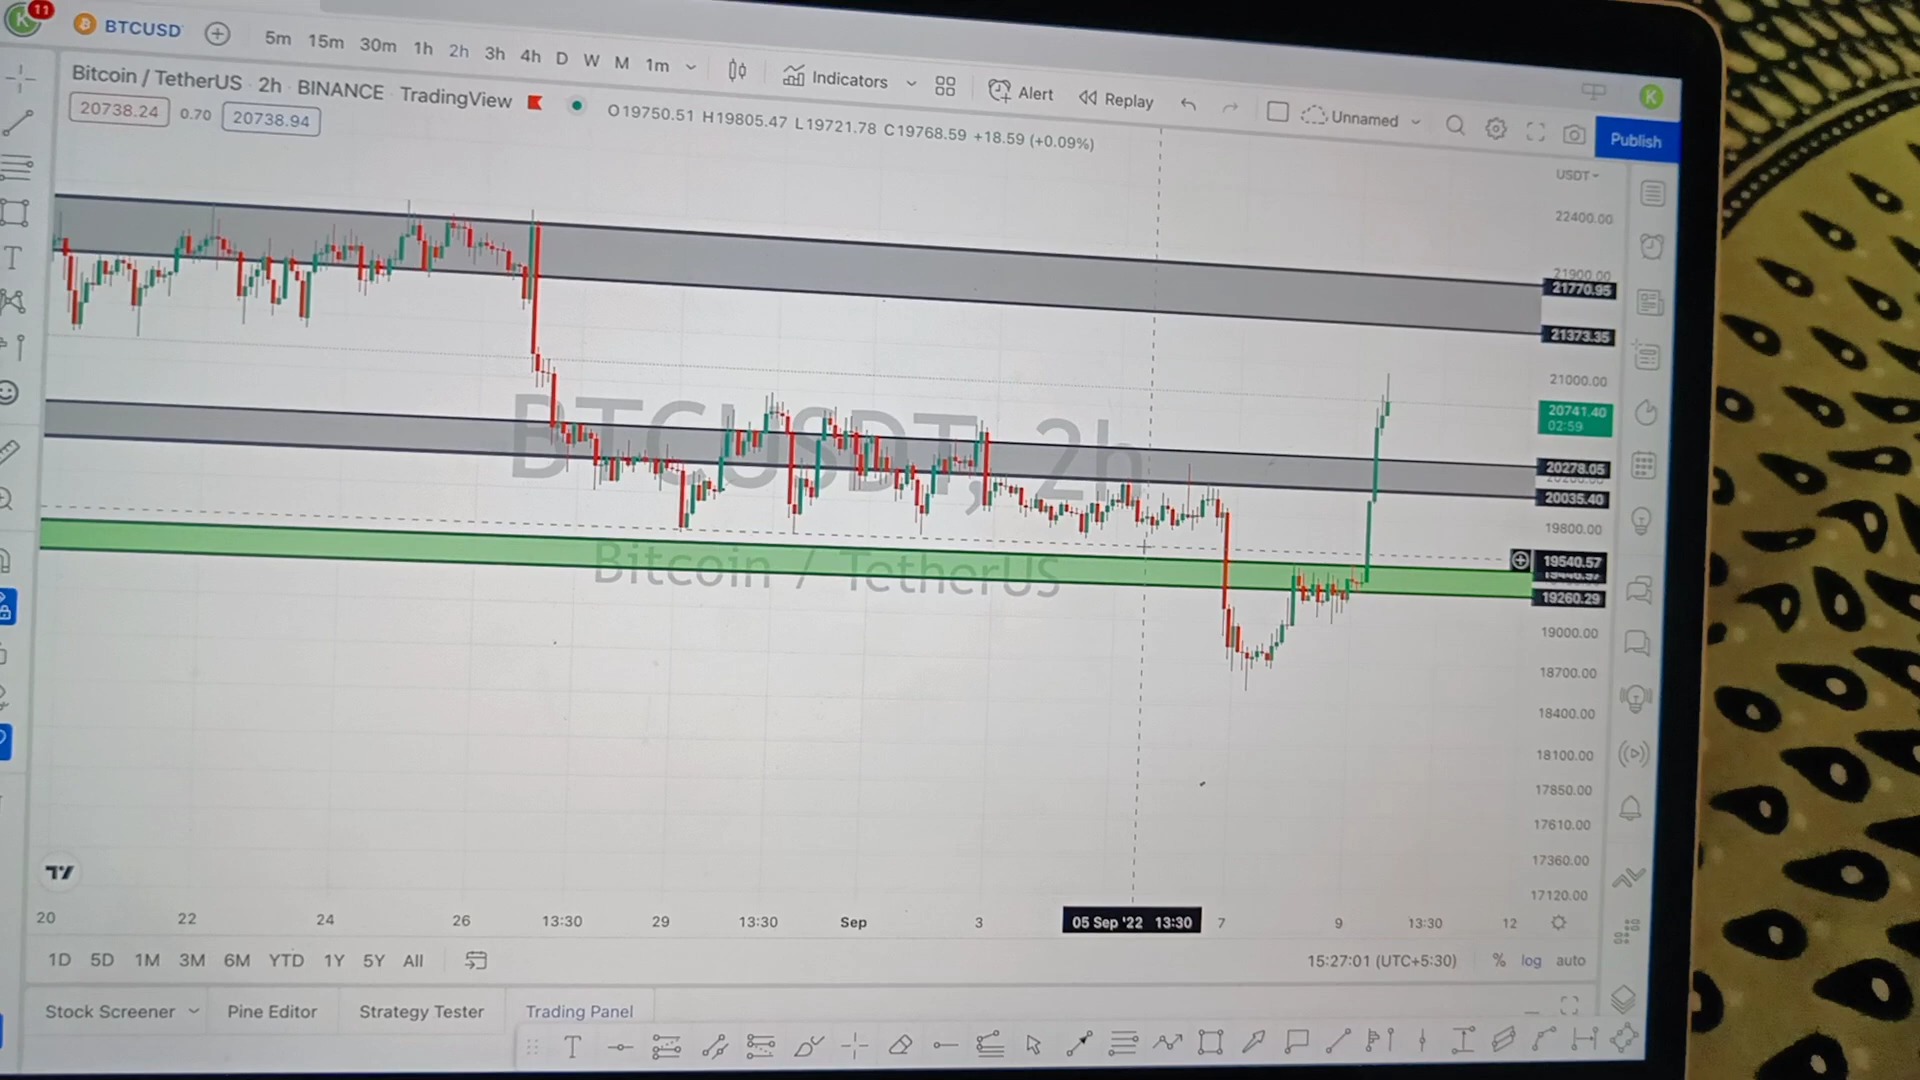 K 11
BTCUSD 5m 15m 30m 1h 2h 3h 4h D W M 1m Indicators Alert Replay Unnamed Publish
K
Bitcoin / TetherUS · 2h · BINANCE · TradingView O19750.51 H19805.47 L19721.78 C19768.59 +18.59 (+0.09%)
20738.24 0.70 20738.94
USDT
22400.00
21900.00
21770.95
21373.35
21000.00
20741.40
02:59
BTCUSDT, 2h
20278.05
20035.40
19800.00
Bitcoin / TetherUS
19540.57
19260.29
19000.00
18700.00
18400.00
18100.00
17850.00
17610.00
17360.00
17120.00
20 22 24 26 13:30 29 13:30 Sep 3 05 Sep '22 13:30 7 9 13:30 12
1D 5D 1M 3M 6M YTD 1Y 5Y All 15:27:01 (UTC+5:30) % log auto
Stock Screener Pine Editor Strategy Tester Trading Panel